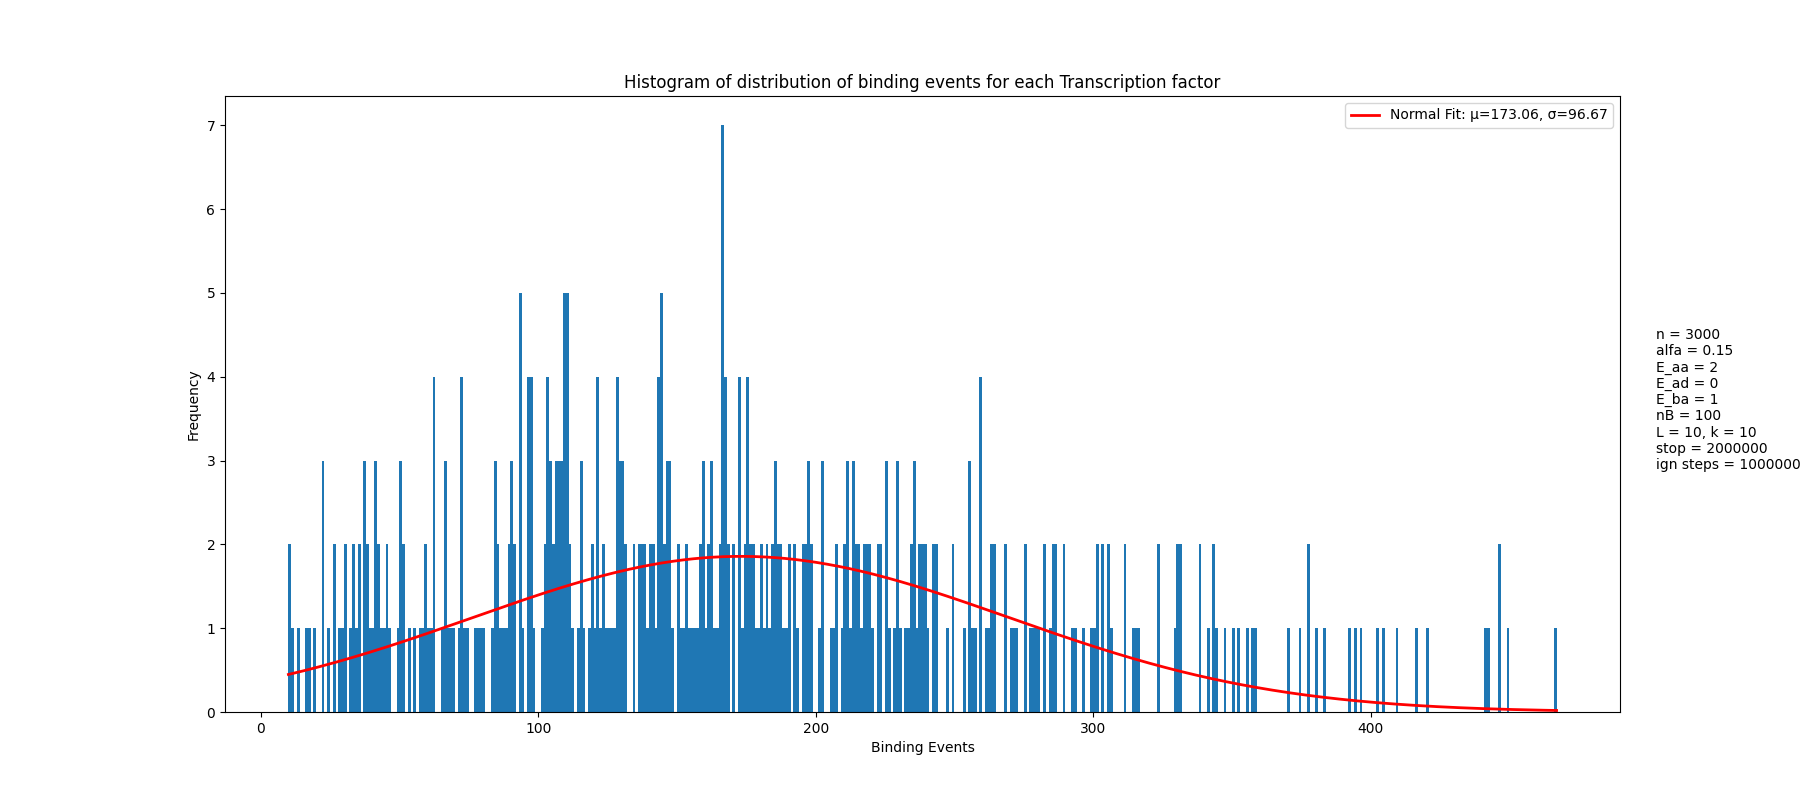 Histogram of distribution of binding events for each Transcription factor
7
6
5
4
3
2
1
0
Frequency
0 100 200 300 400
Binding Events
Normal Fit: μ=173.06, σ=96.67
n = 3000
alfa = 0.15
E_aa = 2
E_ad = 0
E_ba = 1
nB = 100
L = 10, k = 10
stop = 2000000
ign steps = 1000000